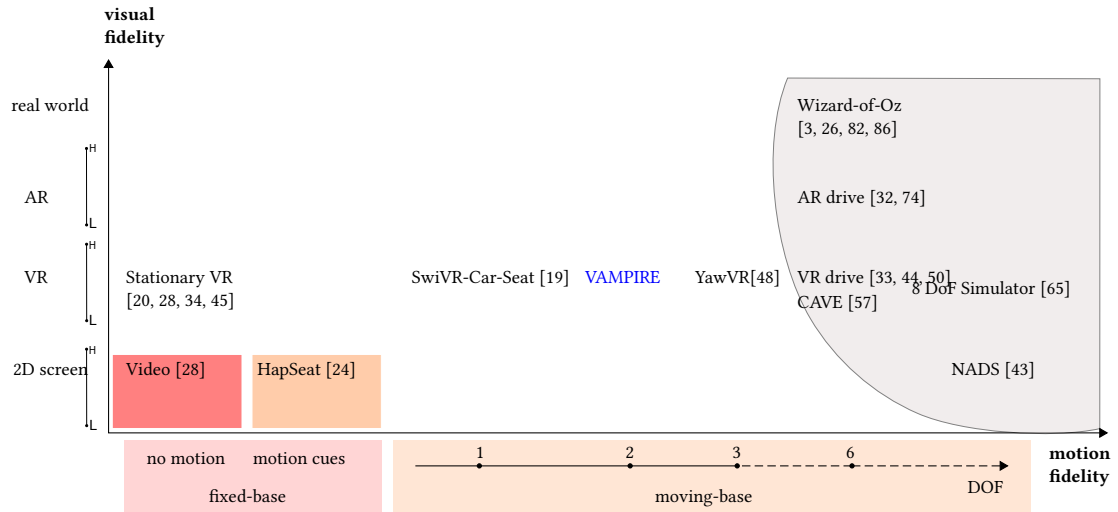 visual
fidelity
real world
Wizard-of-Oz
[3, 26, 82, 86]
H
AR
AR drive [32, 74]
L
H
VR
Stationary VR
[20, 28, 34, 45]
SwiVR-Car-Seat [19]
VAMPIRE
YawVR[48]
VR drive [33, 44, 50]
CAVE [57]
8 DoF Simulator [65]
L
H
2D screen
Video [28]
HapSeat [24]
NADS [43]
L
no motion
motion cues
fixed-base
1
2
3
6
DOF
moving-base
motion
fidelity